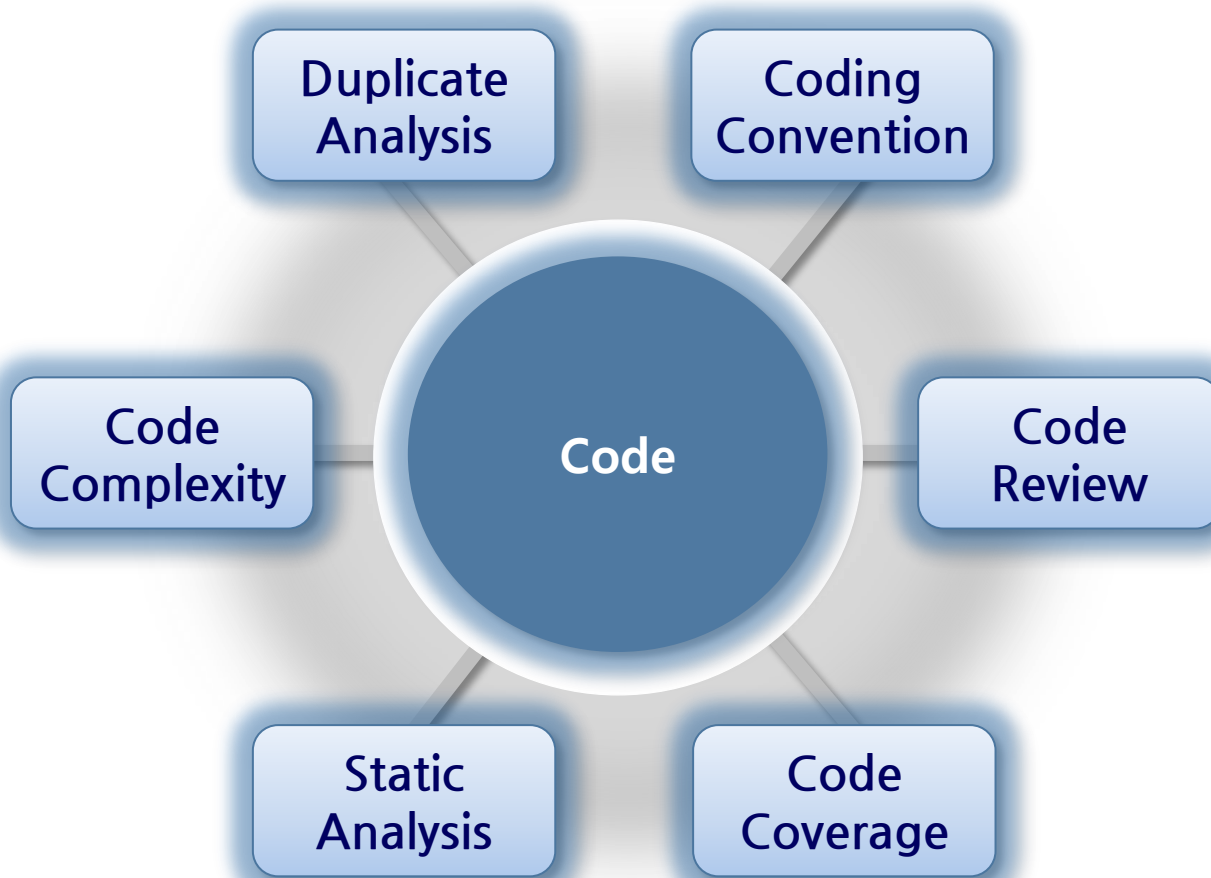 Duplicate
Analysis
Coding
Convention
Code
Complexity
Code
Code
Review
Static
Analysis
Code
Coverage